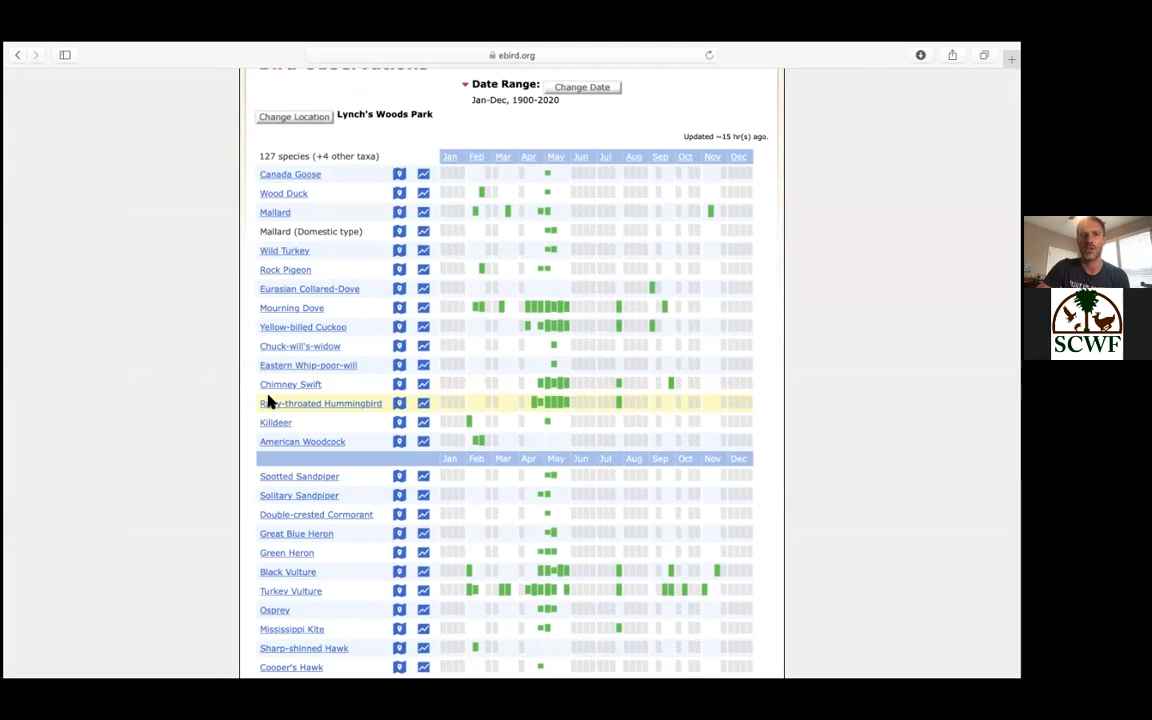 ebird.org
Date Range:
Change Date
Jan-Dec, 1900-2020
Change Location
Lynch's Woods Park
Updated ~15 hr(s) ago.
127 species (+4 other taxa)
Jan Feb Mar Apr May Jun Jul Aug Sep Oct Nov Dec
Canada Goose
Wood Duck
Mallard
Mallard (Domestic type)
Wild Turkey
Rock Pigeon
Eurasian Collared-Dove
Mourning Dove
Yellow-billed Cuckoo
Chuck-will's-widow
Eastern Whip-poor-will
Chimney Swift
Ruby-throated Hummingbird
Killdeer
American Woodcock
Jan Feb Mar Apr May Jun Jul Aug Sep Oct Nov Dec
Spotted Sandpiper
Solitary Sandpiper
Double-crested Cormorant
Great Blue Heron
Green Heron
Black Vulture
Turkey Vulture
Osprey
Mississippi Kite
Sharp-shinned Hawk
Cooper's Hawk
SCWF